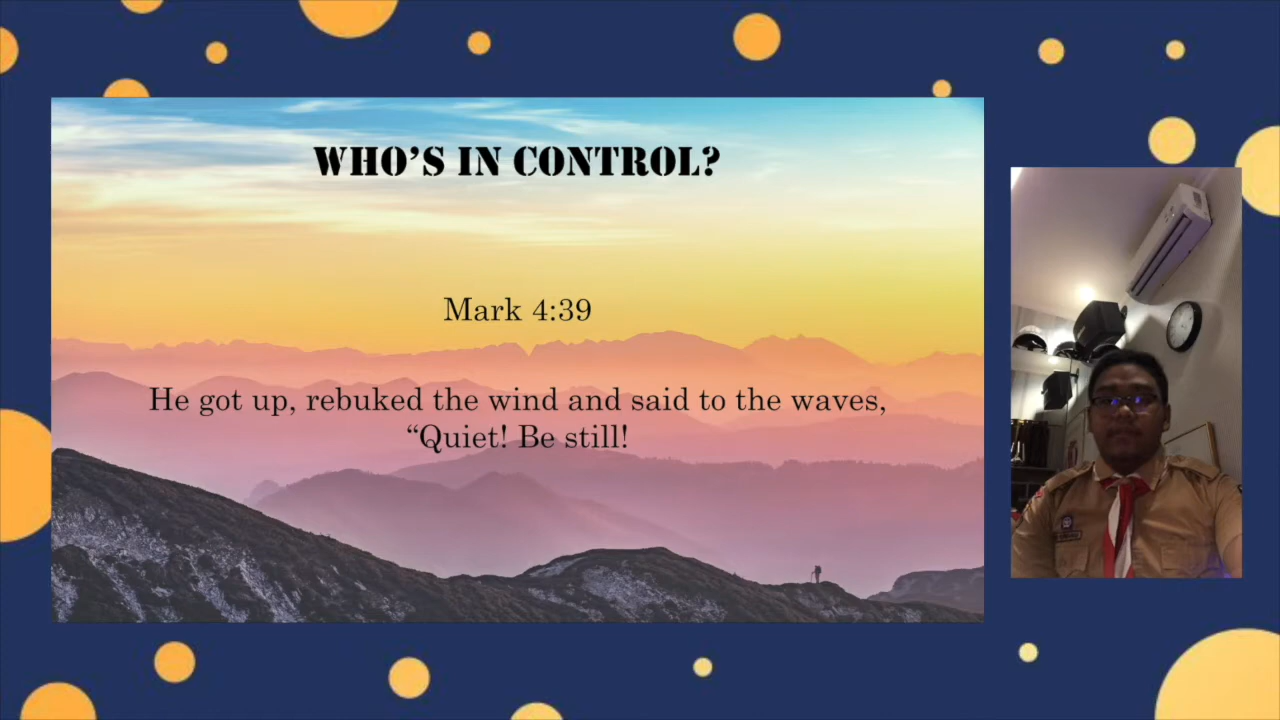 WHO'S IN CONTROL?
Mark 4:39
He got up, rebuked the wind and said to the waves,
“Quiet! Be still!